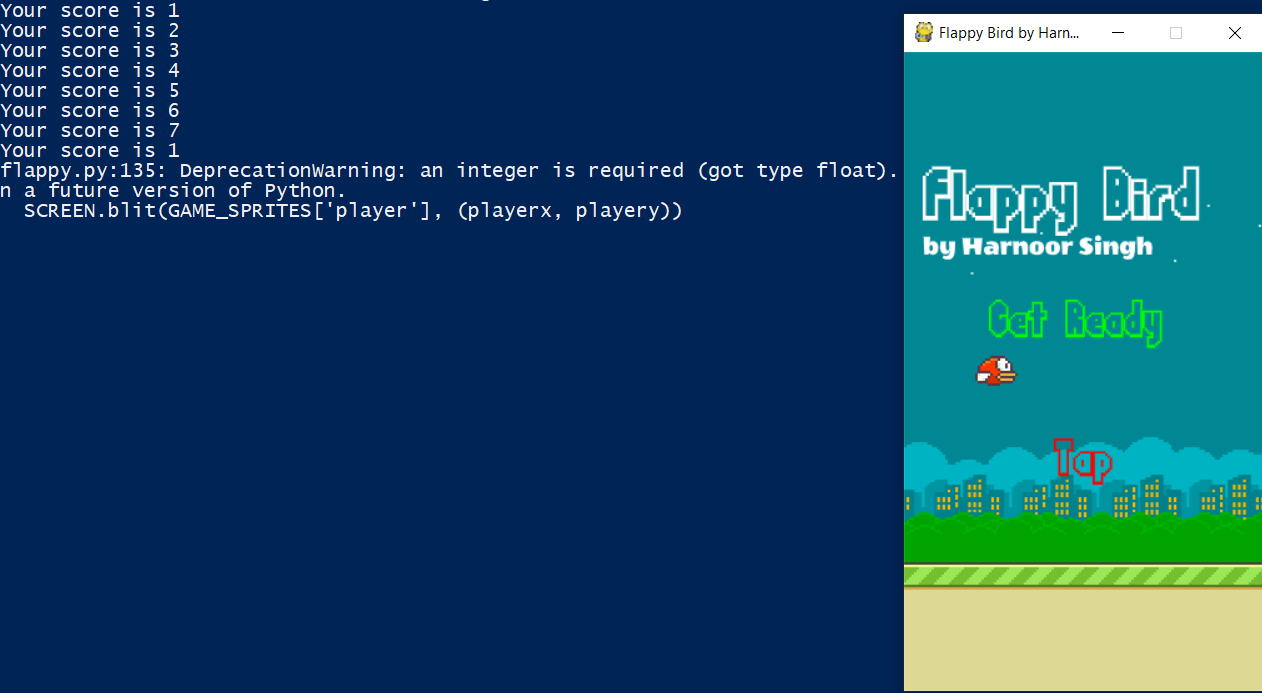 Your score is 1
Your score is 2
Your score is 3
Your score is 4
Your score is 5
Your score is 6
Your score is 7
Your score is 1
flappy.py:135: DeprecationWarning: an integer is required (got type float).
n a future version of Python.
  SCREEN.blit(GAME_SPRITES['player'], (playerx, playery))
Flappy Bird by Harn...
Flappy Bird
by Harnoor Singh
Get Ready
Tap